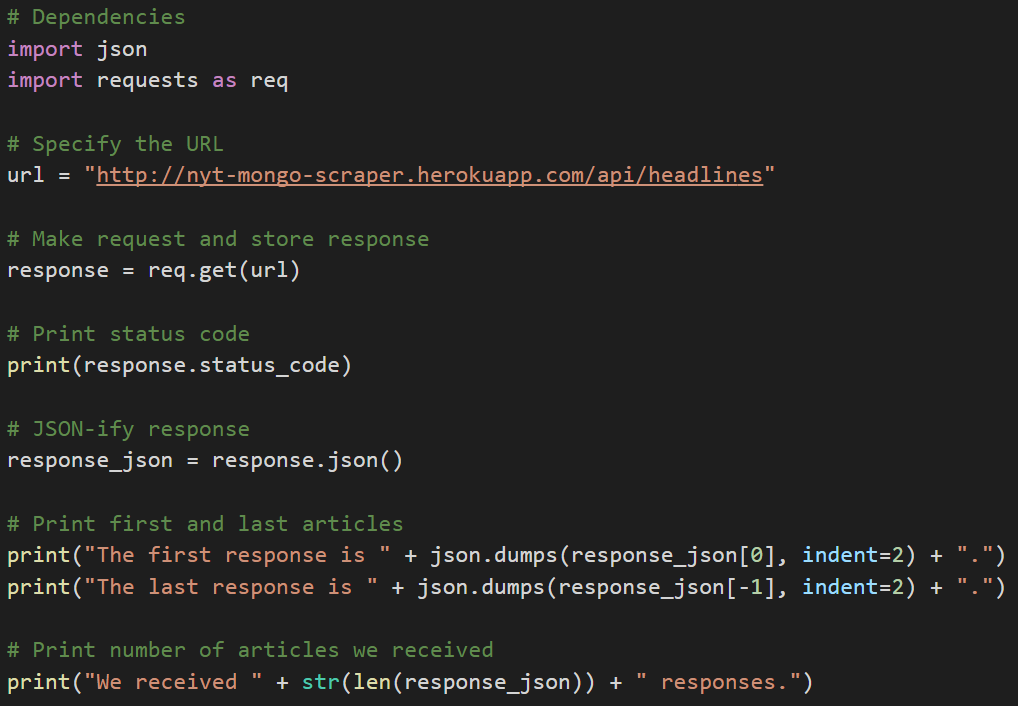 # Dependencies
import json
import requests as req
# Specify the URL
url = "http://nyt-mongo-scraper.herokuapp.com/api/headlines"
# Make request and store response
response = req.get(url)
# Print status code
print(response.status_code)
# JSON-ify response
response_json = response.json()
# Print first and last articles
print("The first response is " + json.dumps(response_json[0], indent=2) + ".")
print("The last response is " + json.dumps(response_json[-1], indent=2) + ".")
# Print number of articles we received
print("We received " + str(len(response_json)) + " responses.")